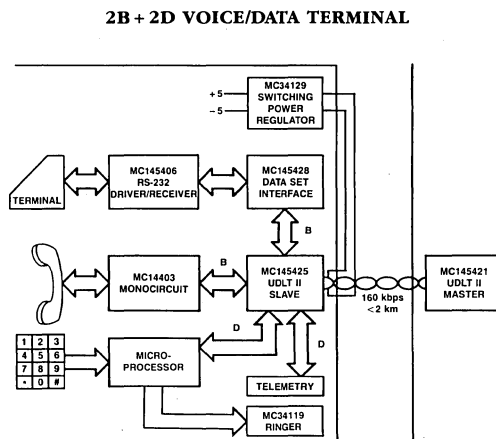 2B + 2D VOICE/DATA TERMINAL
MC34129
SWITCHING
POWER
REGULATOR
+ 5
– 5
TERMINAL
MC145406
RS-232
DRIVER/RECEIVER
MC145428
DATA SET
INTERFACE
B
MC14403
MONOCIRCUIT
B
MC145425
UDLT II
SLAVE
160 kbps
<2 km
MC145421
UDLT II
MASTER
D
D
1 2 3
4 5 6
7 8 9
* 0 #
MICRO-
PROCESSOR
TELEMETRY
MC34119
RINGER